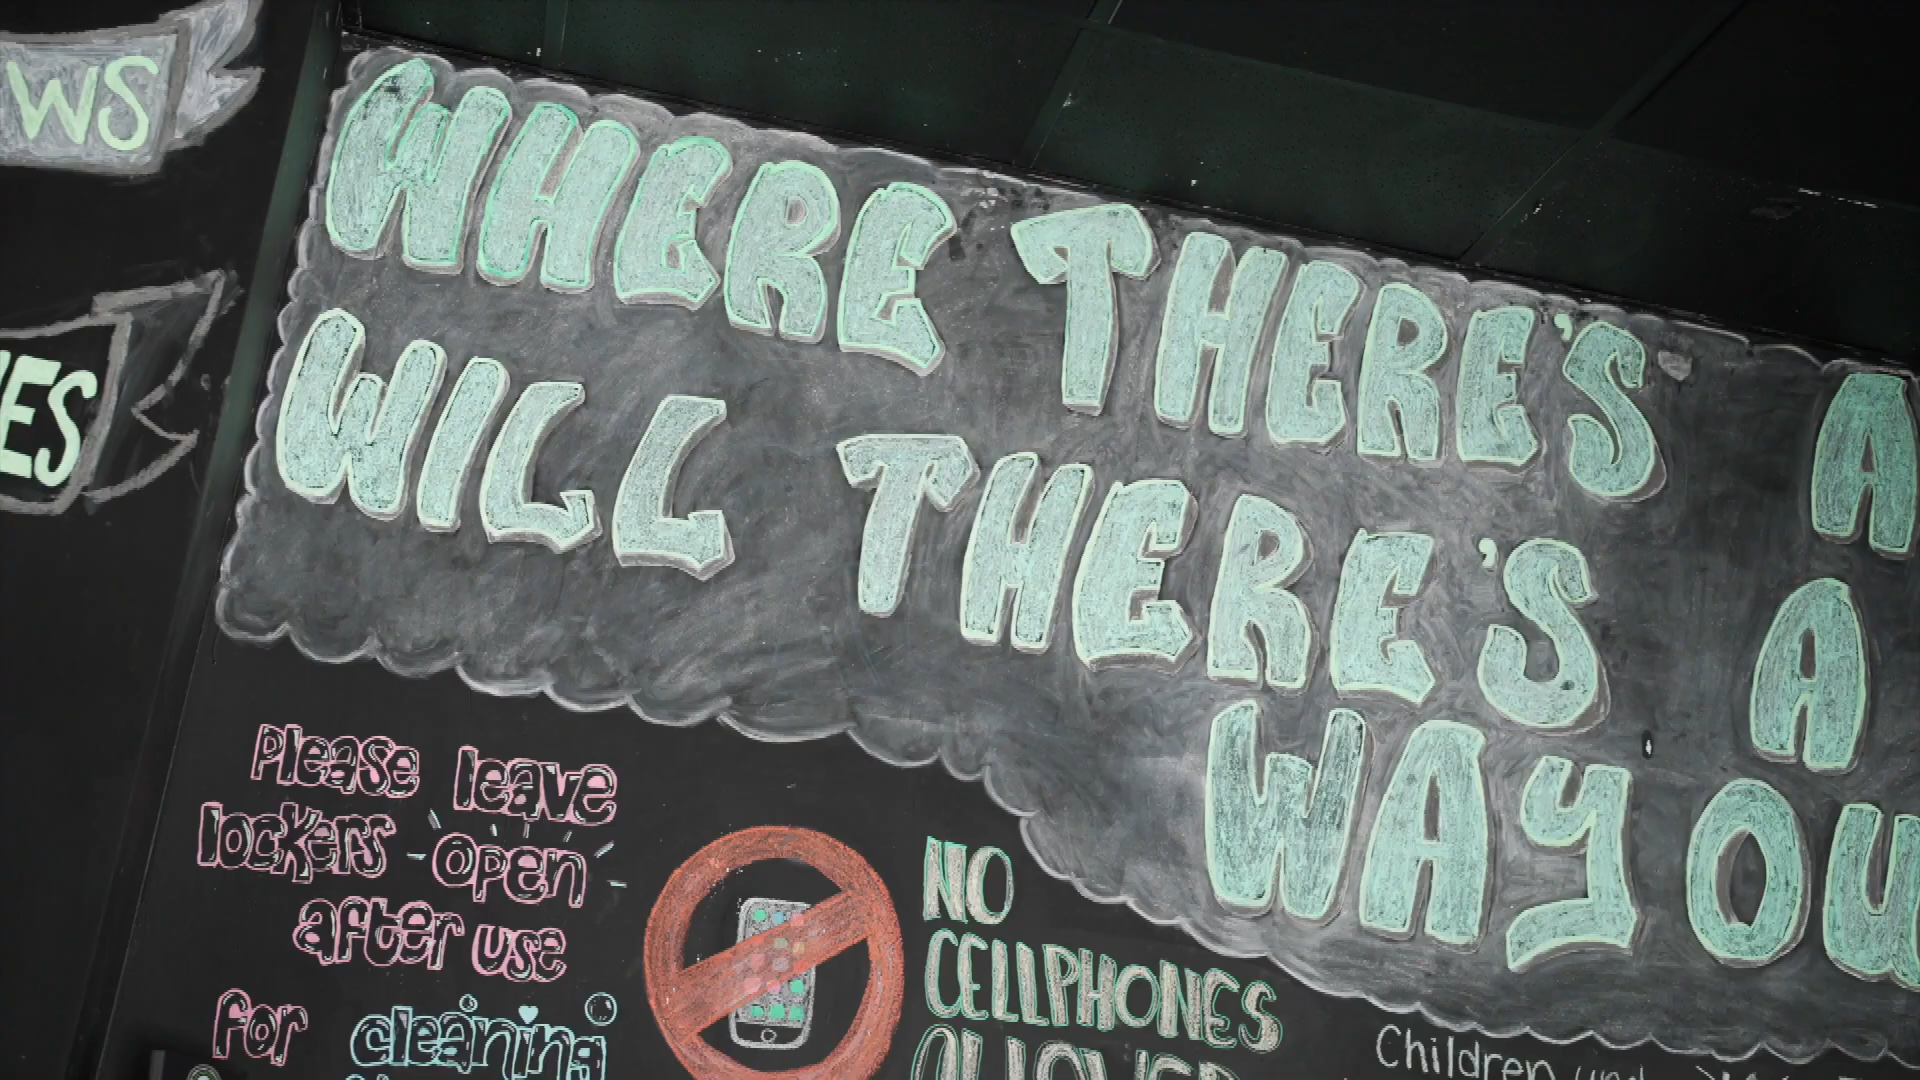 WHERE THERE'S A
WILL THERE'S A
WAY OU
Please leave
lockers open
after use
for cleaning
NO
CELLPHONES
Children
WS
ES